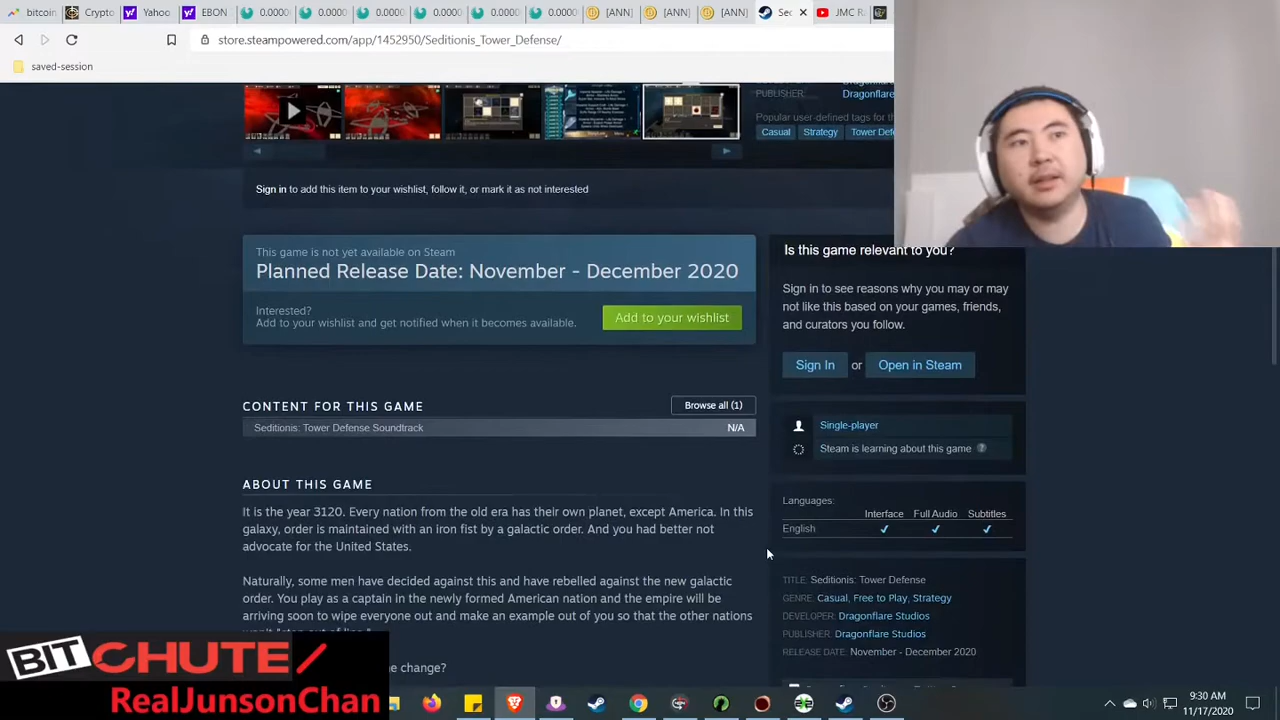 bitcoin
Crypto
Yahoo
EBON
0.0000
0.0000
0.0000
0.0000
0.0000
0.0000
[ANN]
[ANN]
[ANN]
Sec
JMC R
store.steampowered.com/app/1452950/Seditionis_Tower_Defense/
saved-session
PUBLISHER: Dragonflare
Popular user-defined tags for
Casual Strategy Tower Defe
Sign in to add this item to your wishlist, follow it, or mark it as not interested
This game is not yet available on Steam
Planned Release Date: November - December 2020
Interested?
Add to your wishlist and get notified when it becomes available.
Add to your wishlist
Is this game relevant to you?
Sign in to see reasons why you may or may
not like this based on your games, friends,
and curators you follow.
Sign In or Open in Steam
CONTENT FOR THIS GAME
Browse all (1)
Seditionis: Tower Defense Soundtrack N/A
Single-player
Steam is learning about this game ?
Languages:
Interface Full Audio Subtitles
English ✔ ✔ ✔
ABOUT THIS GAME
It is the year 3120. Every nation from the old era has their own planet, except America. In this
galaxy, order is maintained with an iron fist by a galactic order. And you had better not
advocate for the United States.
Naturally, some men have decided against this and have rebelled against the new galactic
order. You play as a captain in the newly formed American nation and the empire will be
arriving soon to wipe everyone out and make an example out of you so that the other nations
e change?
TITLE: Seditionis: Tower Defense
GENRE: Casual, Free to Play, Strategy
DEVELOPER: Dragonflare Studios
PUBLISHER: Dragonflare Studios
RELEASE DATE: November - December 2020
BITCHUTE
RealJunsonChan
9:30 AM
11/17/2020